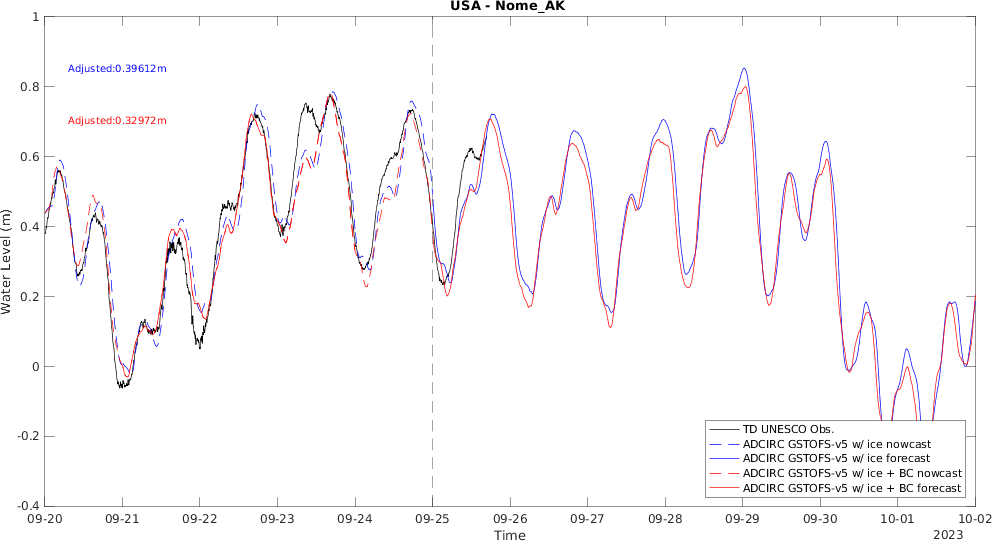 USA - Nome_AK
Adjusted:0.39612m
Adjusted:0.32972m
Water Level (m)
1
0.8
0.6
0.4
0.2
0
-0.2
-0.4
TD UNESCO Obs.
ADCIRC GSTOFS-v5 w/ ice nowcast
ADCIRC GSTOFS-v5 w/ ice forecast
ADCIRC GSTOFS-v5 w/ ice + BC nowcast
ADCIRC GSTOFS-v5 w/ ice + BC forecast
09-20 09-21 09-22 09-23 09-24 09-25 09-26 09-27 09-28 09-29 09-30 10-01 10-02
Time
2023